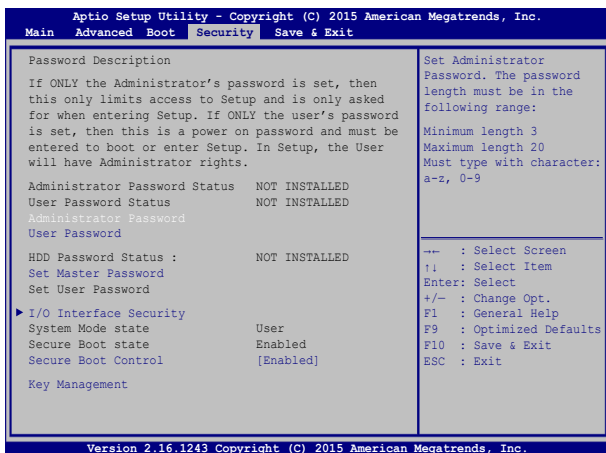 Aptio Setup Utility - Copyright (C) 2015 American Megatrends, Inc.
Main Advanced Boot Security Save & Exit
Password Description
If ONLY the Administrator's password is set, then
this only limits access to Setup and is only asked
for when entering Setup. If ONLY the user's password
is set, then this is a power on password and must be
entered to boot or enter Setup. In Setup, the User
will have Administrator rights.
Administrator Password Status NOT INSTALLED
User Password Status NOT INSTALLED
Administrator Password
User Password
HDD Password Status : NOT INSTALLED
Set Master Password
Set User Password
I/O Interface Security
System Mode state User
Secure Boot state Enabled
Secure Boot Control [Enabled]
Key Management
Set Administrator
Password. The password
length must be in the
following range:
Minimum length 3
Maximum length 20
Must type with character:
a-z, 0-9
→← : Select Screen
↑↓ : Select Item
Enter: Select
+/— : Change Opt.
F1 : General Help
F9 : Optimized Defaults
F10 : Save & Exit
ESC : Exit
Version 2.16.1243 Copyright (C) 2015 American Megatrends, Inc.